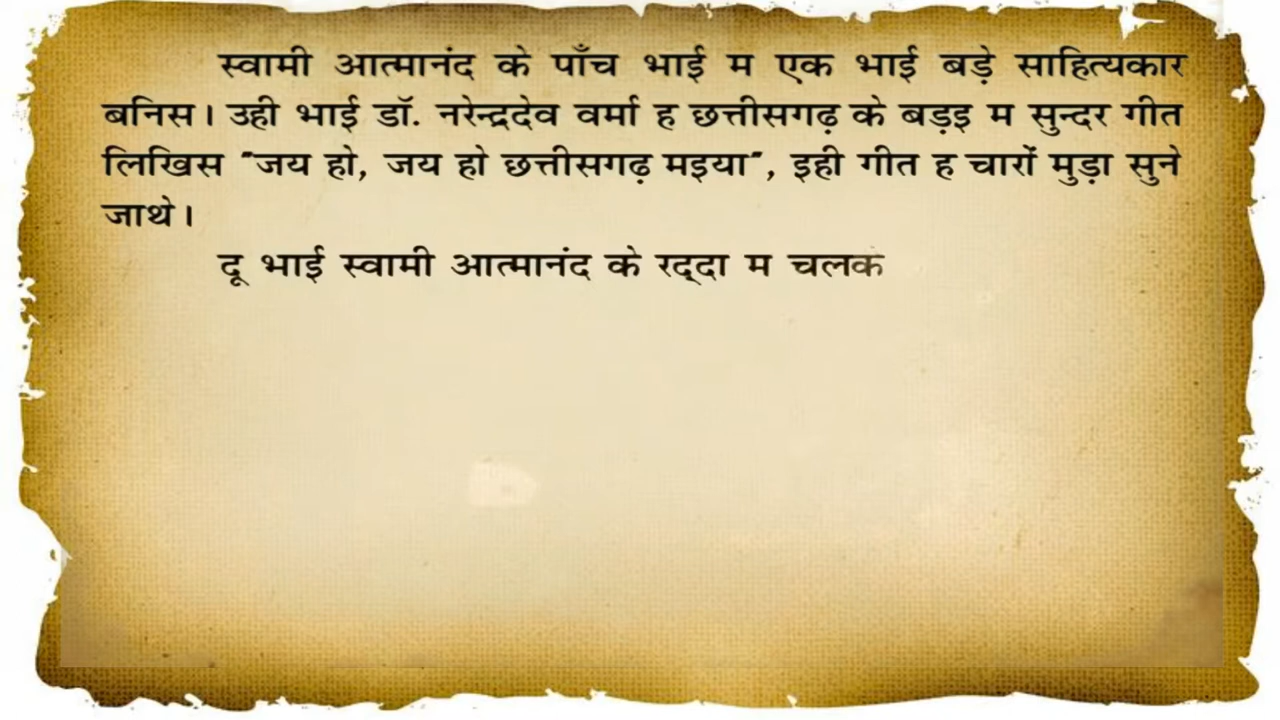 स्वामी आत्मानंद के पाँच भाई म एक भाई बड़े साहित्यकार
बनिस। उही भाई डॉ. नरेन्द्रदेव वर्मा ह छत्तीसगढ़ के बड़इ म सुन्दर गीत
लिखिस "जय हो, जय हो छत्तीसगढ़ मइया", इही गीत ह चारों मुड़ा सुने
जाथे।
दू भाई स्वामी आत्मानंद के रद्‌दा म चलक